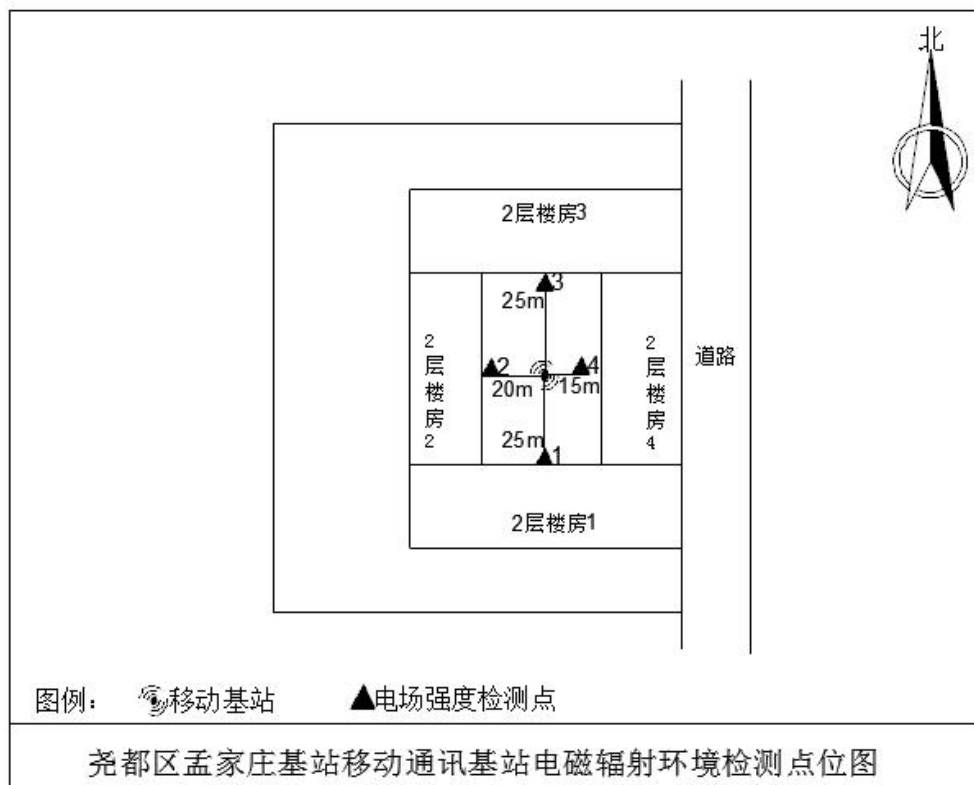 北
2层楼房3
3
25m
2层楼房2
2
4
2层楼房4
道路
20m
15m
25m
1
2层楼房1
图例： 移动基站 电场强度检测点
尧都区孟家庄基站移动通讯基站电磁辐射环境检测点位图